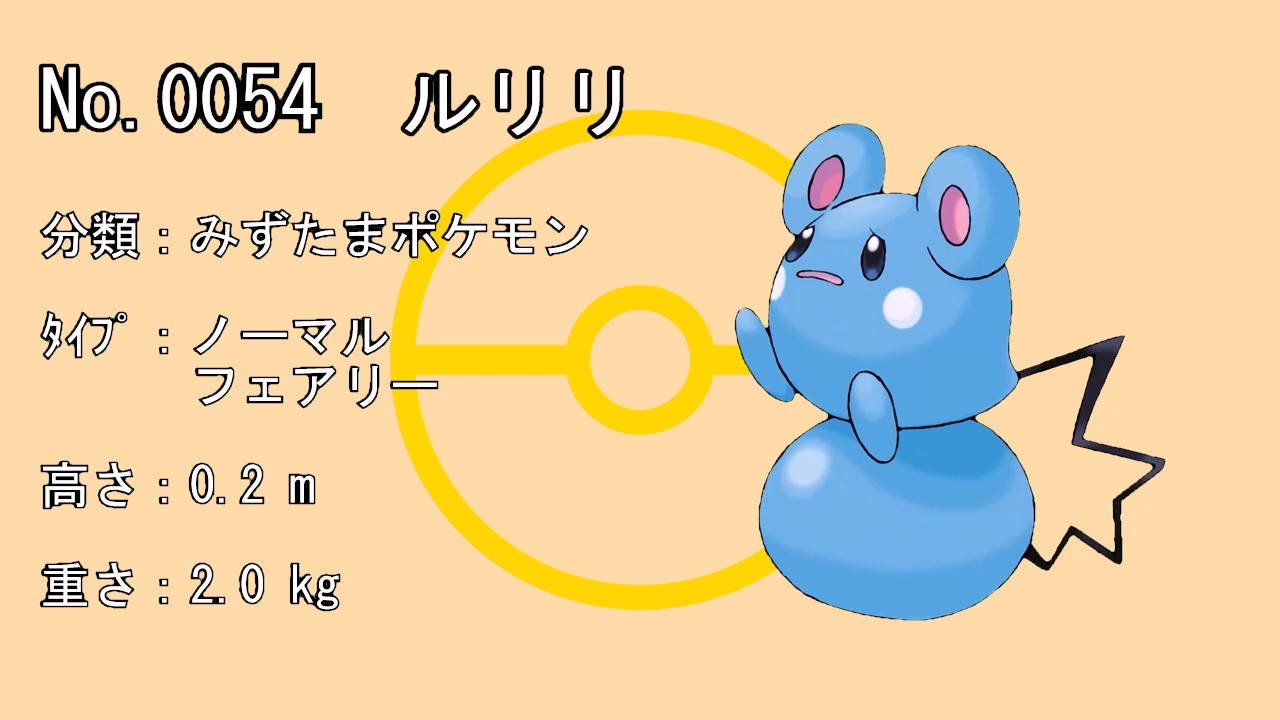 No.0054 ルリリ
分類：みずたまポケモン
ﾀｲﾌﾟ ：ノーマル
フェアリー
高さ：0.2 m
重さ：2.0 kg